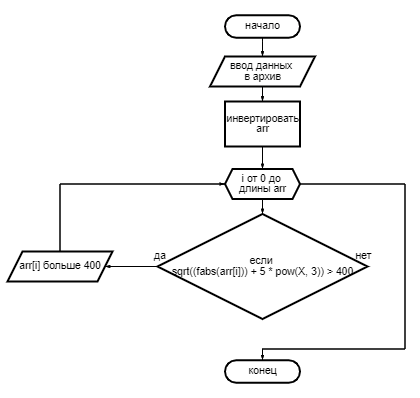 начало
ввод данных
в архив
инвертировать
arr
i от 0 до
длины arr
да
если
нет
sqrt((fabs(arr[i])) + 5 * pow(X, 3)) > 400
arr[i] больше 400
конец